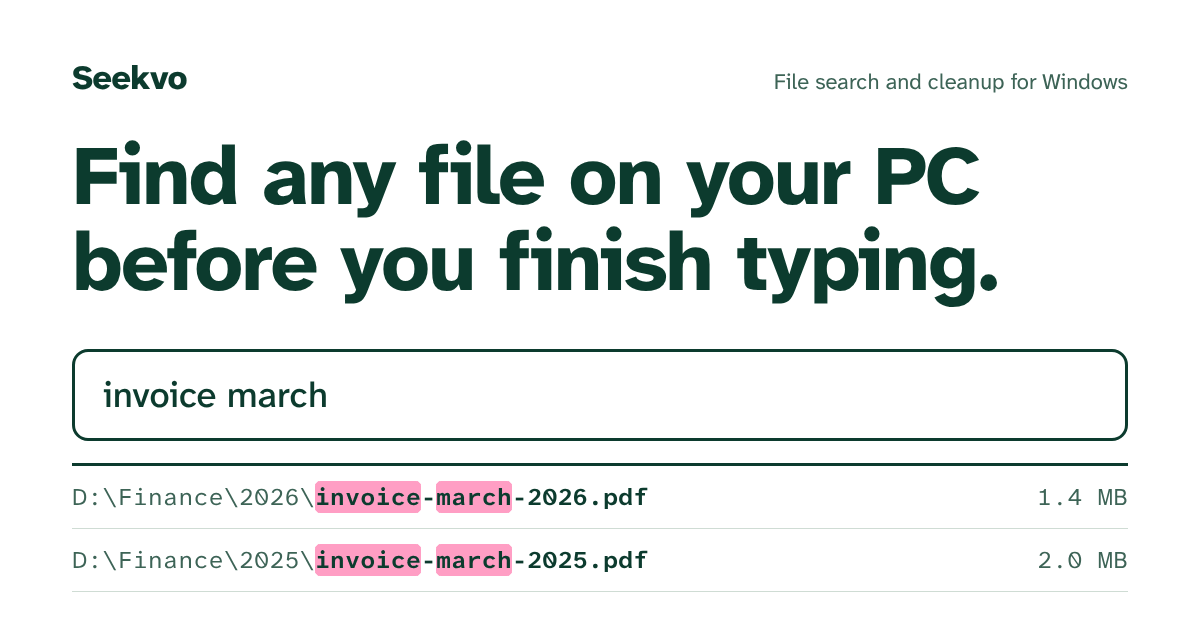 Seekvo
File search and cleanup for Windows
Find any file on your PC
before you finish typing.
invoice march
D:\Finance\2026\invoice-march-2026.pdf 1.4 MB
D:\Finance\2025\invoice-march-2025.pdf 2.0 MB